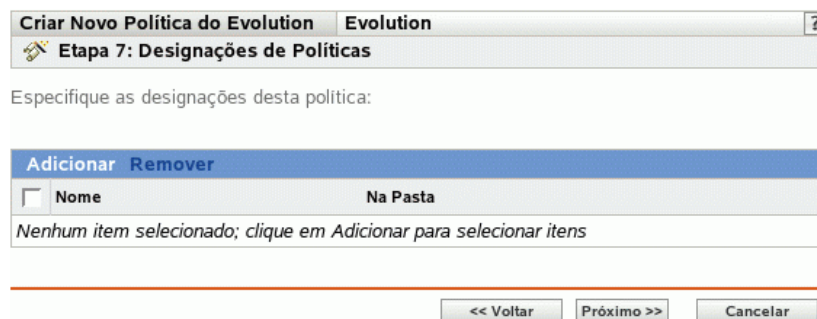 Criar Novo Política do Evolution Evolution ?
Etapa 7: Designações de Políticas
Especifique as designações desta política:
Adicionar Remover
Nome Na Pasta
Nenhum item selecionado; clique em Adicionar para selecionar itens
<< Voltar Próximo >> Cancelar